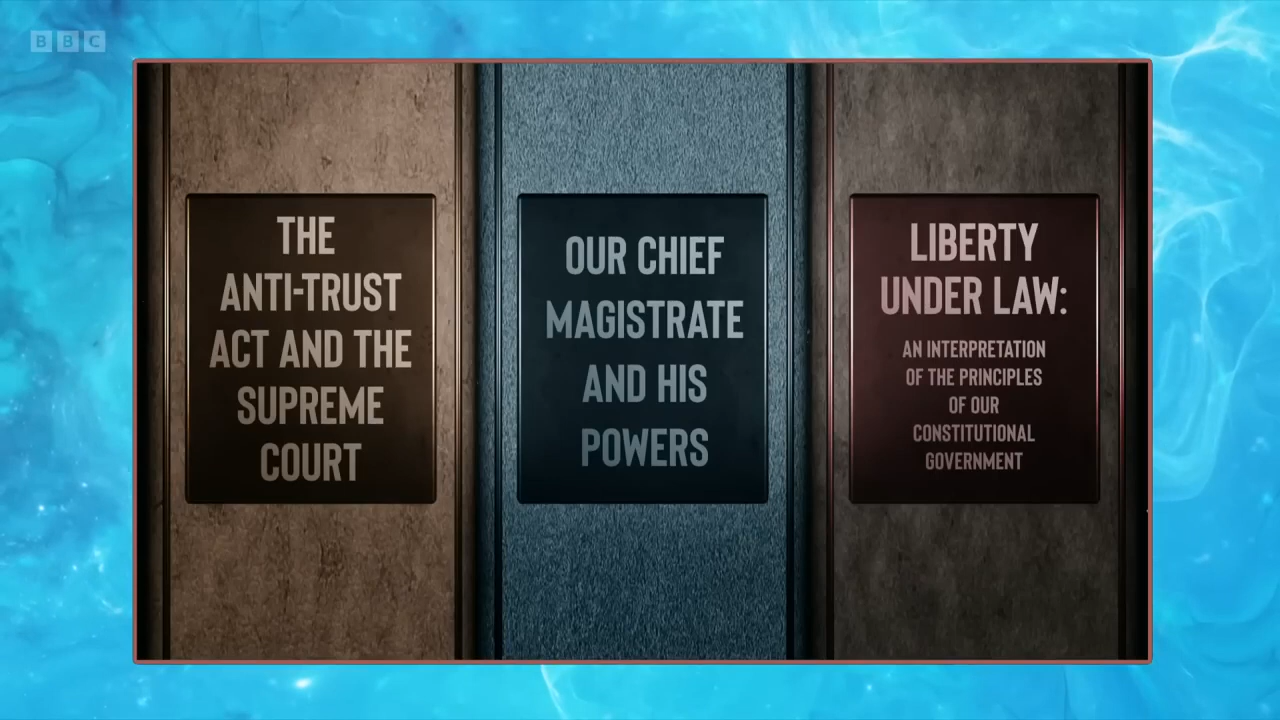 BBC
THE
ANTI-TRUST
ACT AND THE
SUPREME
COURT
OUR CHIEF
MAGISTRATE
AND HIS
POWERS
LIBERTY
UNDER LAW:
AN INTERPRETATION
OF THE PRINCIPLES
OF OUR
CONSTITUTIONAL
GOVERNMENT